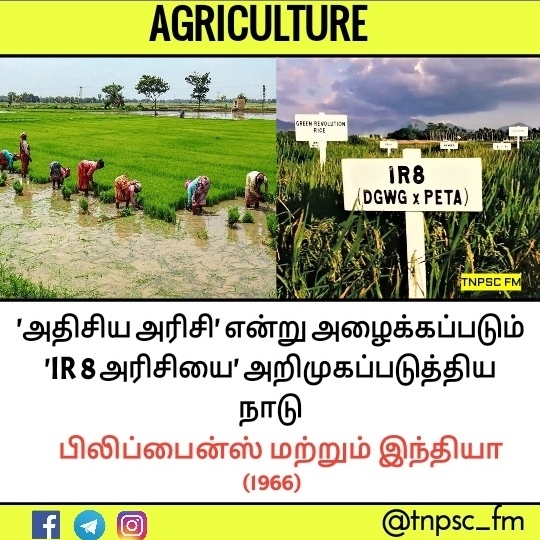 AGRICULTURE
GREEN REVOLUTION
RICE
IR8
(DGWG x PETA)
TNPSC FM
'அதிசிய அரிசி' என்று அழைக்கப்படும்
'IR 8 அரிசியை' அறிமுகப்படுத்திய
நாடு
பிலிப்பைன்ஸ் மற்றும் இந்தியா
(1966)
@tnpsc_fm